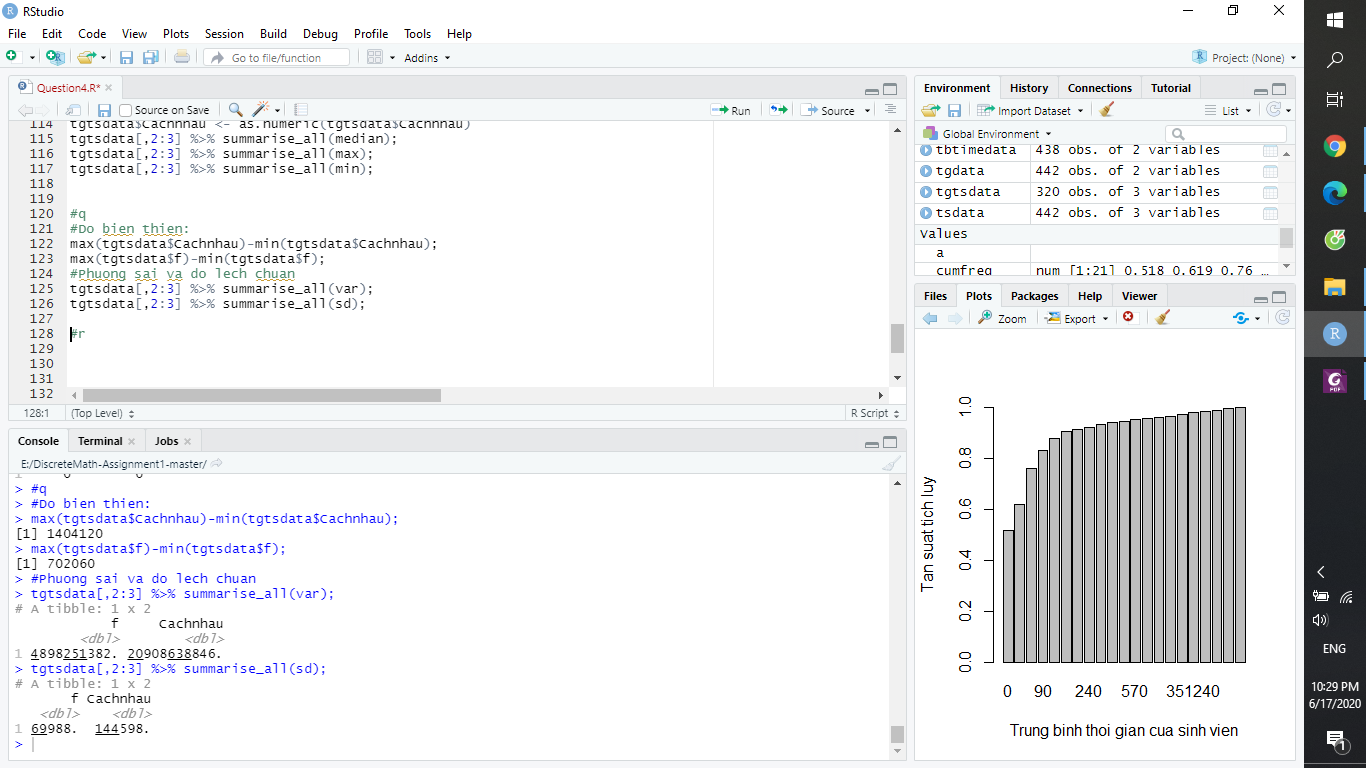 RStudio
File Edit Code View Plots Session Build Debug Profile Tools Help
Go to file/function Addins Project: (None)
Question4.R*
Source on Save Run Source
114 tgtsdata$Cachnhau <- as.numeric(tgtsdata$Cachnhau)
115 tgtsdata[,2:3] %>% summarise_all(median);
116 tgtsdata[,2:3] %>% summarise_all(max);
117 tgtsdata[,2:3] %>% summarise_all(min);
118
119
120 #q
121 #Do bien thien:
122 max(tgtsdata$Cachnhau)-min(tgtsdata$Cachnhau);
123 max(tgtsdata$f)-min(tgtsdata$f);
124 #Phuong sai va do lech chuan
125 tgtsdata[,2:3] %>% summarise_all(var);
126 tgtsdata[,2:3] %>% summarise_all(sd);
127
128 #r
129
130
131
132
128:1 (Top Level) R Script
Console Terminal Jobs
E:/DiscreteMath-Assignment1-master/
1 0 0
> #q
> #Do bien thien:
> max(tgtsdata$Cachnhau)-min(tgtsdata$Cachnhau);
[1] 1404120
> max(tgtsdata$f)-min(tgtsdata$f);
[1] 702060
> #Phuong sai va do lech chuan
> tgtsdata[,2:3] %>% summarise_all(var);
# A tibble: 1 x 2
f Cachnhau
<dbl> <dbl>
1 4898251382. 20908638846.
> tgtsdata[,2:3] %>% summarise_all(sd);
# A tibble: 1 x 2
f Cachnhau
<dbl> <dbl>
1 69988. 144598.
>
Environment History Connections Tutorial
Import Dataset List
Global Environment
tbtimedata 438 obs. of 2 variables
tgdata 442 obs. of 2 variables
tgtsdata 320 obs. of 3 variables
tsdata 442 obs. of 3 variables
Values
a
cumfreq num [1:21] 0.518 0.619 0.76 …
Files Plots Packages Help Viewer
Zoom Export
Tan suat tich luy
1.0
0.8
0.6
0.4
0.2
0.0
0 90 240 570 351240
Trung binh thoi gian cua sinh vien
R
PDF
ENG
10:29 PM
6/17/2020
1